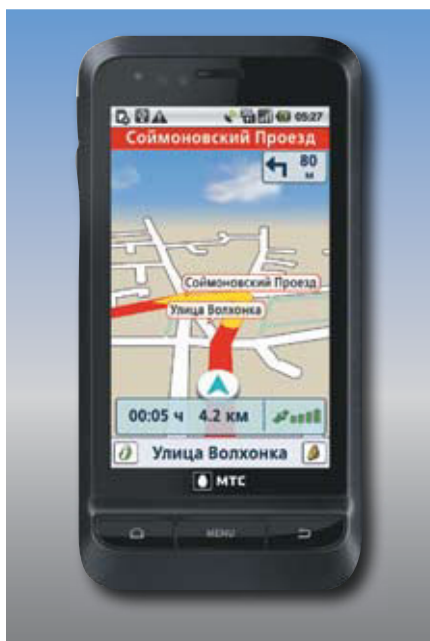 05:27
Соймоновский Проезд
80
м
Соймоновский Проезд
Улица Волхонка
00:05 ч 4.2 км
Улица Волхонка
МТС
MENU